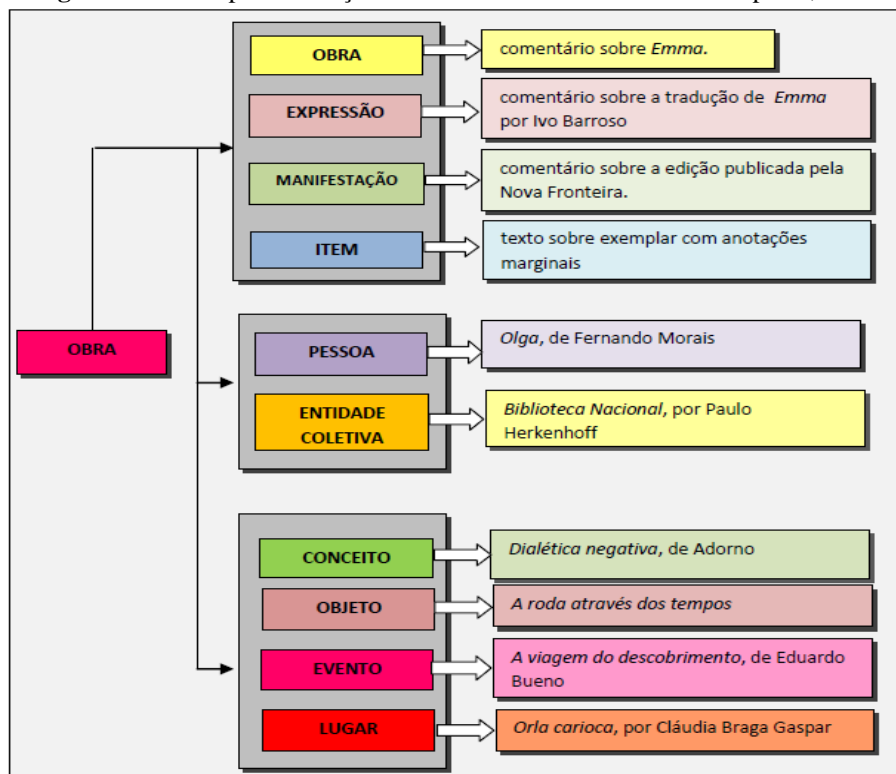 OBRA
comentário sobre Emma.
EXPRESSÃO
comentário sobre a tradução de Emma
por Ivo Barroso
MANIFESTAÇÃO
comentário sobre a edição publicada pela
Nova Fronteira.
ITEM
texto sobre exemplar com anotações
marginais
OBRA
PESSOA
Olga, de Fernando Morais
ENTIDADE
COLETIVA
Biblioteca Nacional, por Paulo
Herkenhoff
CONCEITO
Dialética negativa, de Adorno
OBJETO
A roda através dos tempos
EVENTO
A viagem do descobrimento, de Eduardo
Bueno
LUGAR
Orla carioca, por Cláudia Braga Gaspar